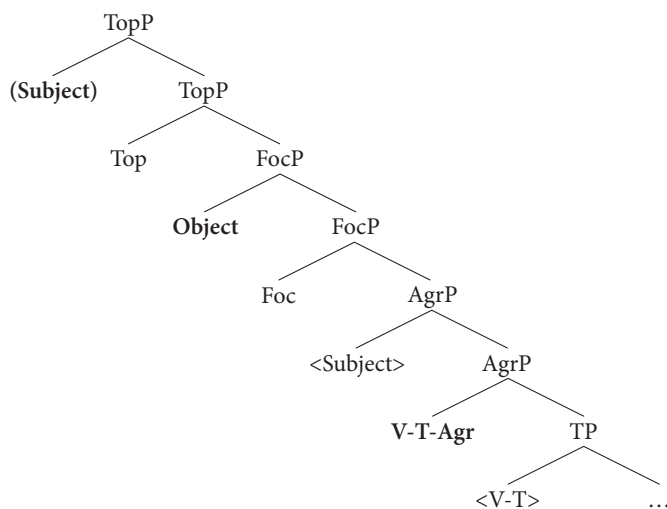 TopP
(Subject) TopP
Top FocP
Object FocP
Foc AgrP
<Subject> AgrP
V-T-Agr TP
<V-T> …